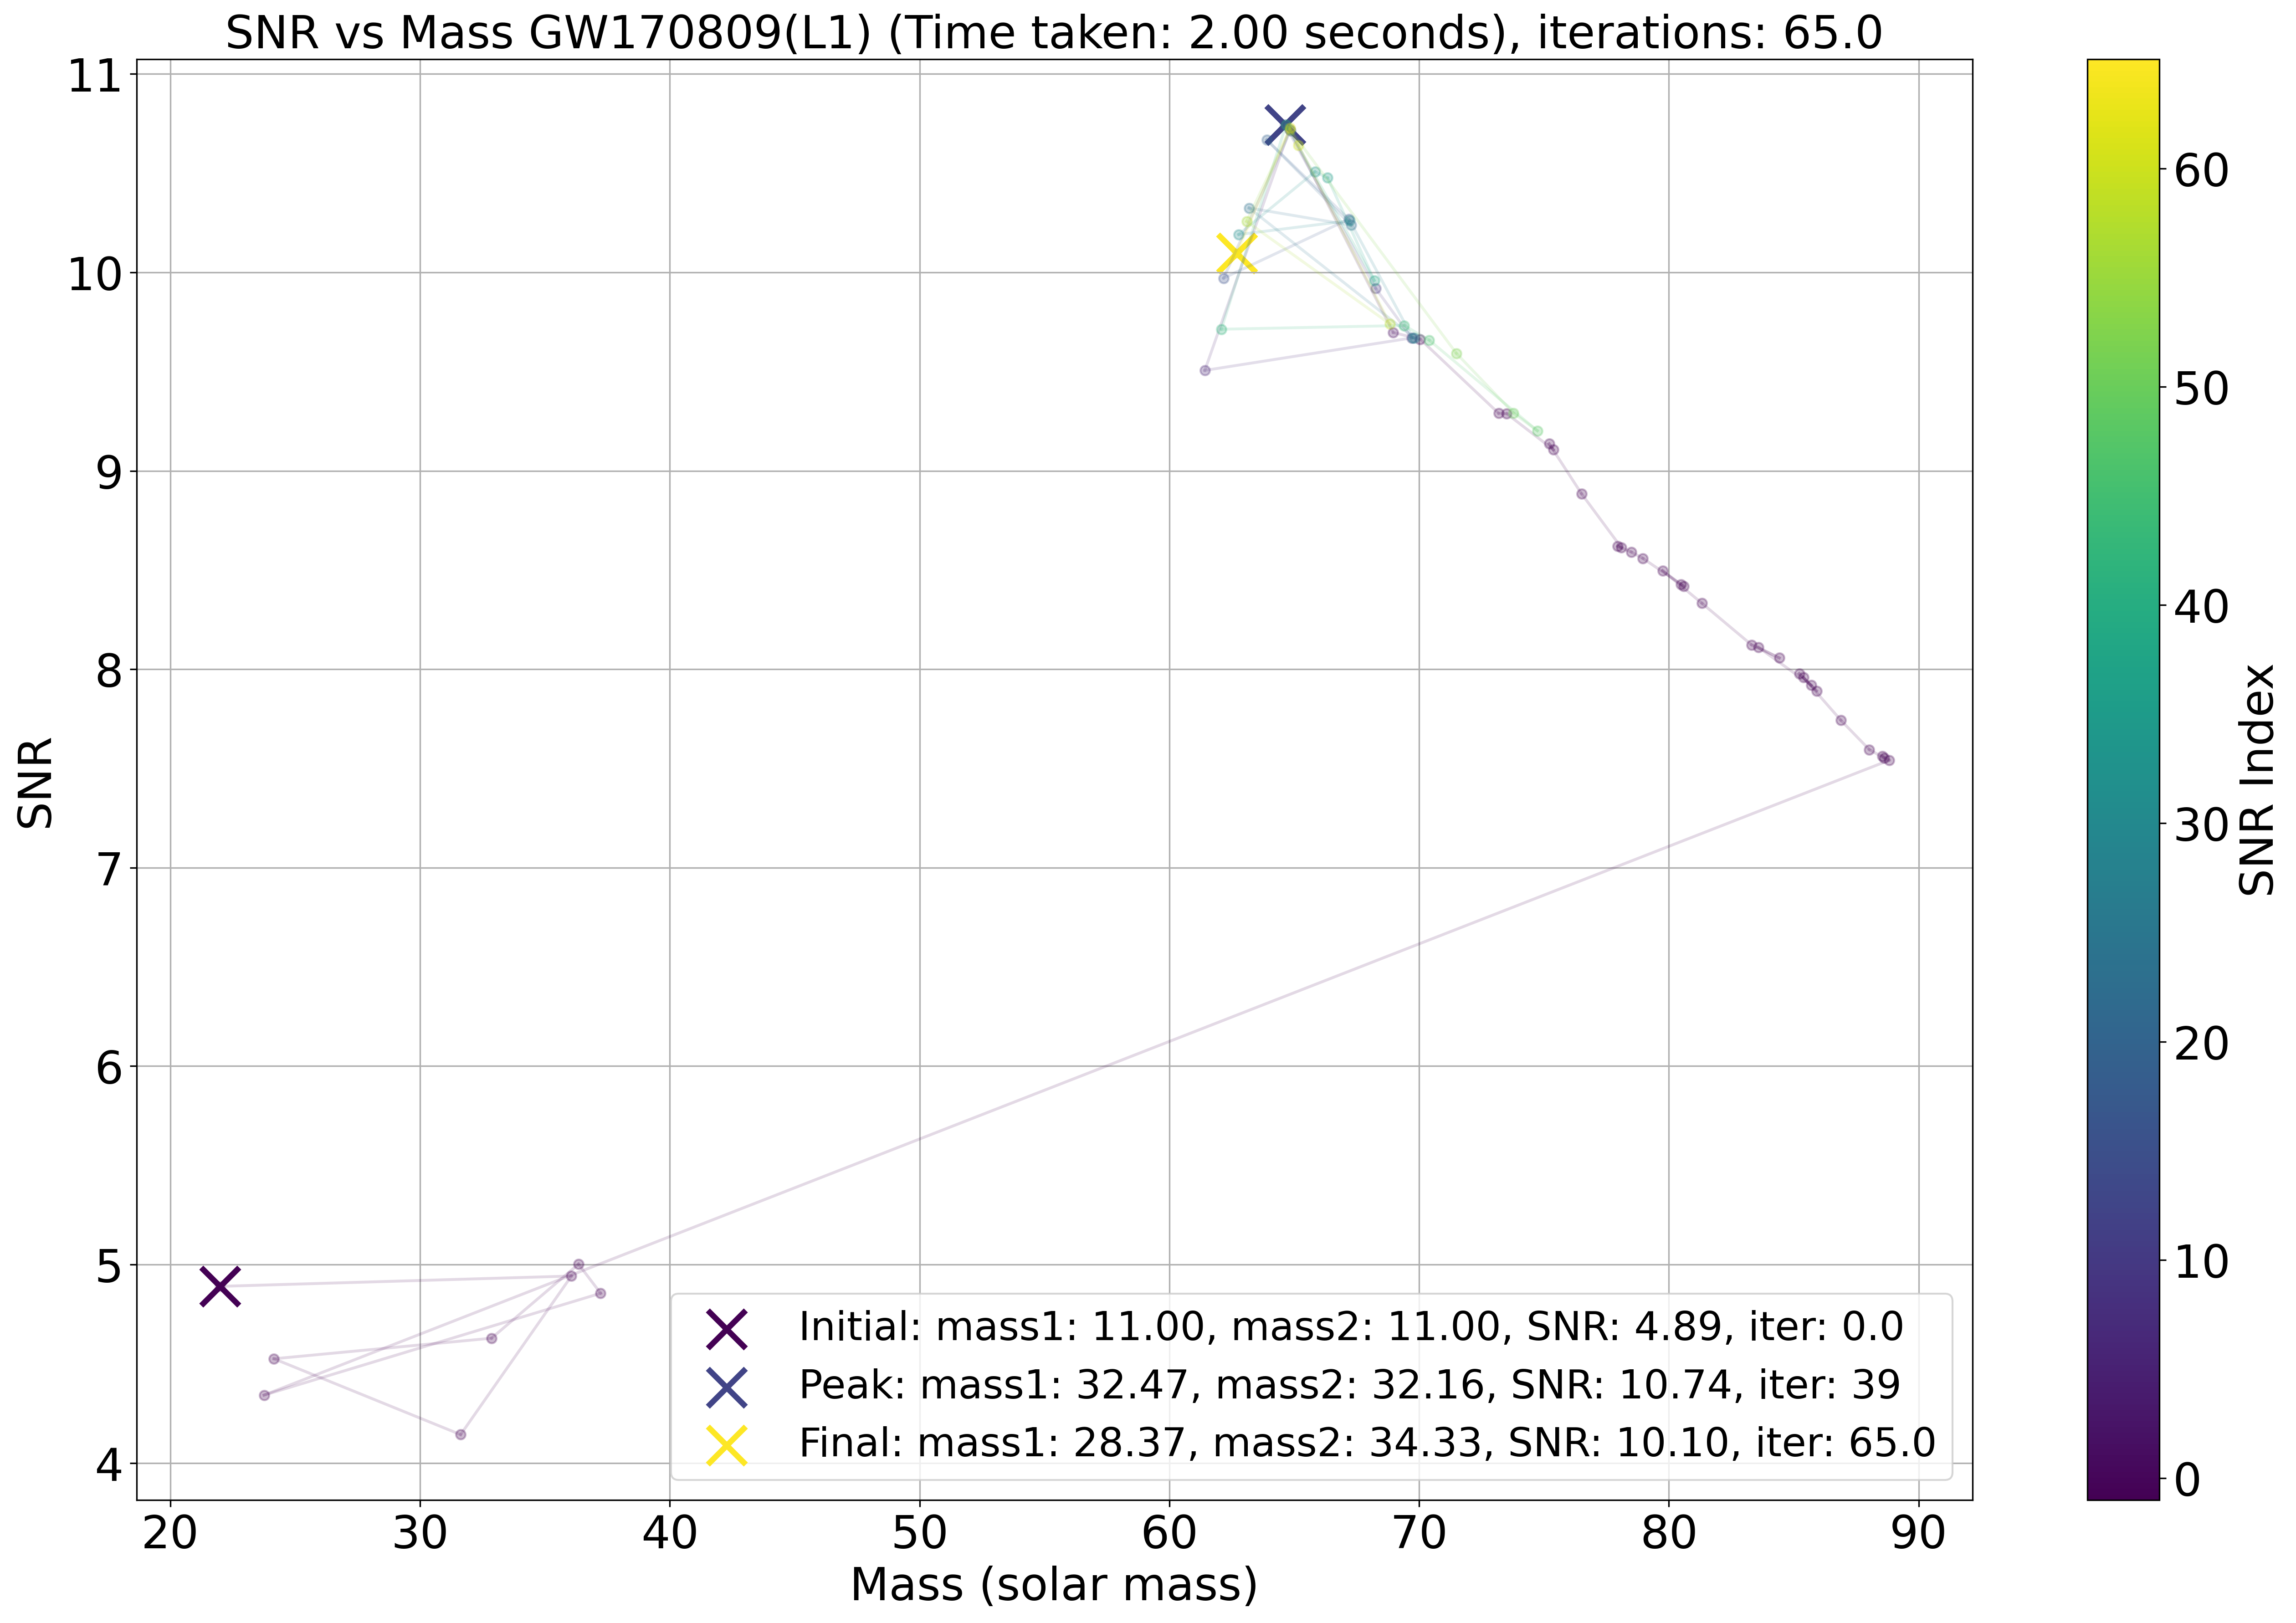 SNR vs Mass GW170809(L1) (Time taken: 2.00 seconds), iterations: 65.0
11
10
9
8
7
6
5
4
SNR
20 30 40 50 60 70 80 90
Mass (solar mass)
Initial: mass1: 11.00, mass2: 11.00, SNR: 4.89, iter: 0.0
Peak: mass1: 32.47, mass2: 32.16, SNR: 10.74, iter: 39
Final: mass1: 28.37, mass2: 34.33, SNR: 10.10, iter: 65.0
60
50
40
30
20
10
0
SNR Index